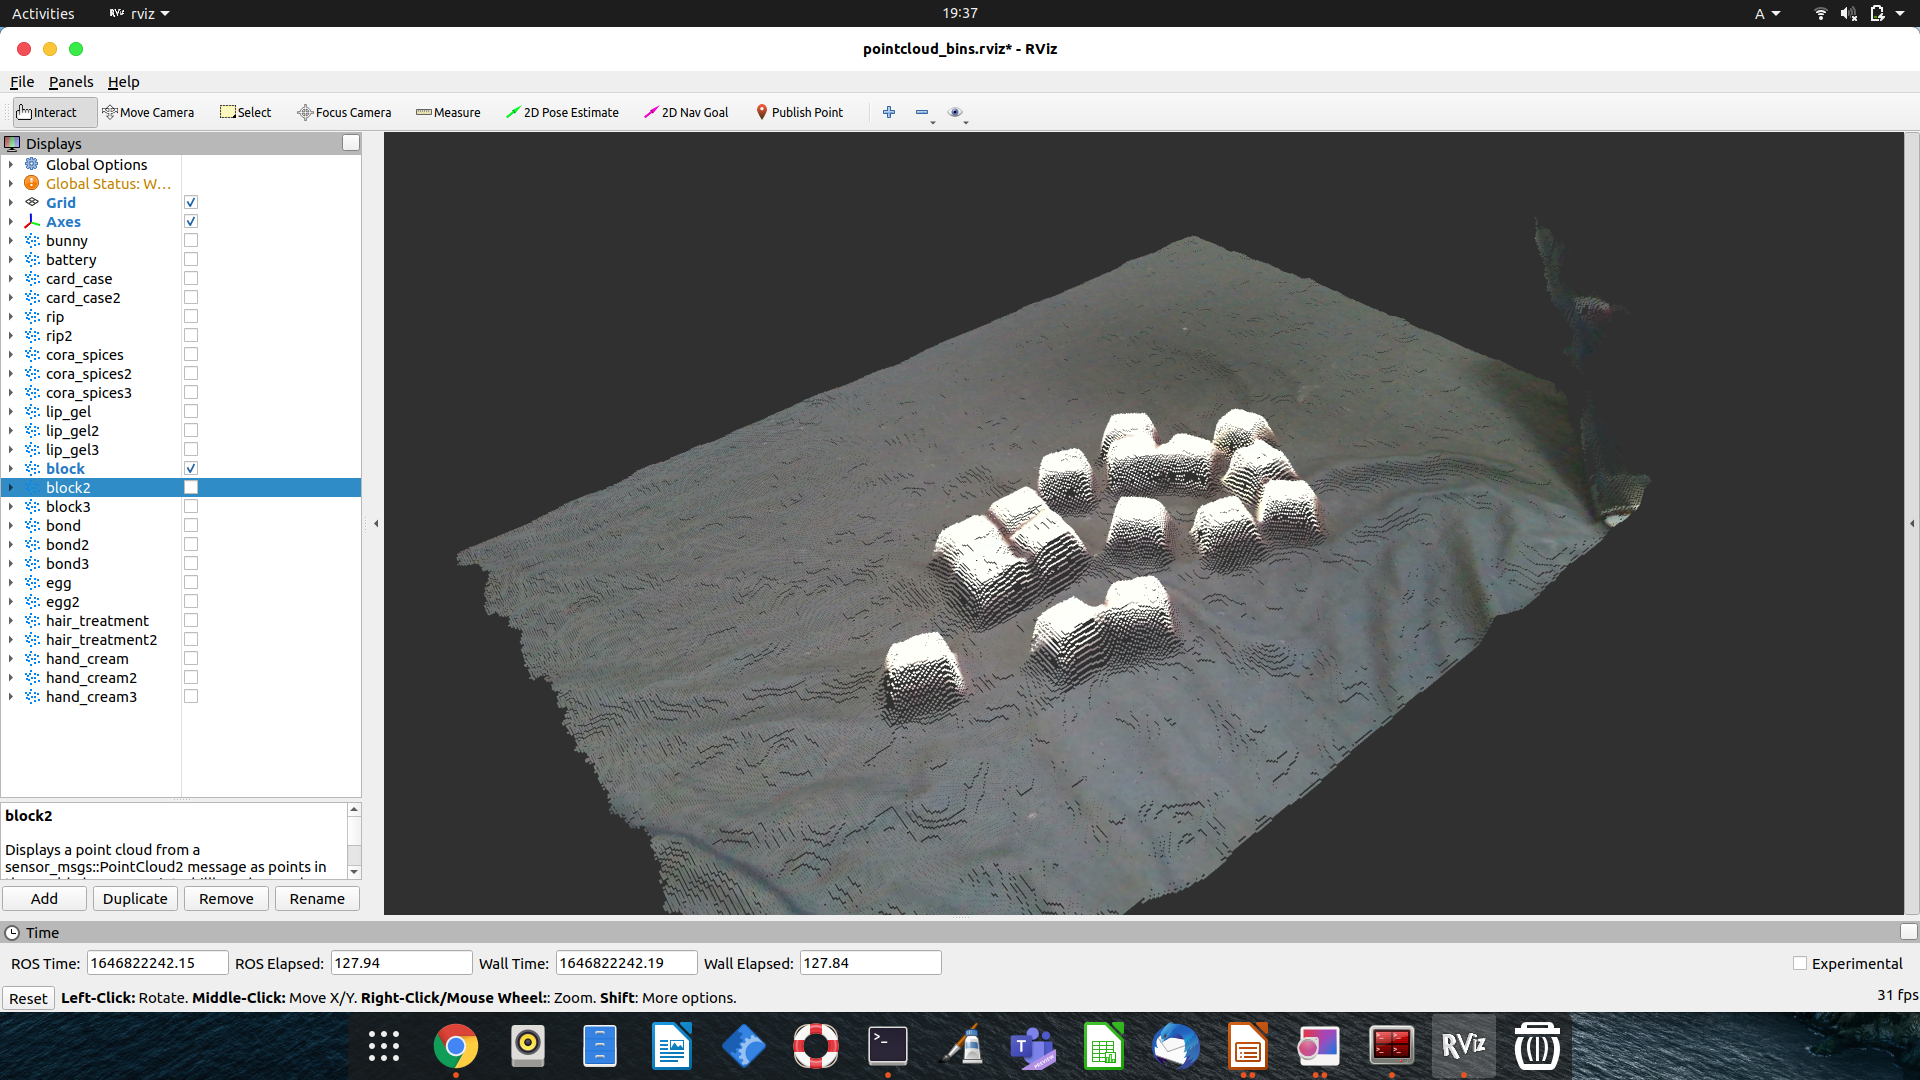 Activities
RViz rviz
19:37
A
pointcloud_bins.rviz* - RViz
File Panels Help
Interact Move Camera Select Focus Camera Measure 2D Pose Estimate 2D Nav Goal Publish Point
Displays
Global Options
Global Status: W…
Grid
Axes
bunny
battery
card_case
card_case2
rip
rip2
cora_spices
cora_spices2
cora_spices3
lip_gel
lip_gel2
lip_gel3
block
block2
block3
bond
bond2
bond3
egg
egg2
hair_treatment
hair_treatment2
hand_cream
hand_cream2
hand_cream3
block2
Displays a point cloud from a
sensor_msgs::PointCloud2 message as points in
Add Duplicate Remove Rename
Time
ROS Time: 1646822242.15 ROS Elapsed: 127.94 Wall Time: 1646822242.19 Wall Elapsed: 127.84 Experimental
Reset Left-Click: Rotate. Middle-Click: Move X/Y. Right-Click/Mouse Wheel:: Zoom. Shift: More options. 31 fps
T PREVIEW
RViz